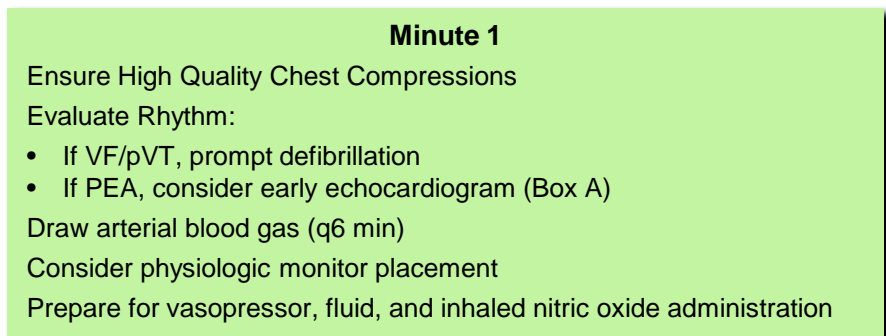 Minute 1
Ensure High Quality Chest Compressions
Evaluate Rhythm:
• If VF/pVT, prompt defibrillation
• If PEA, consider early echocardiogram (Box A)
Draw arterial blood gas (q6 min)
Consider physiologic monitor placement
Prepare for vasopressor, fluid, and inhaled nitric oxide administration